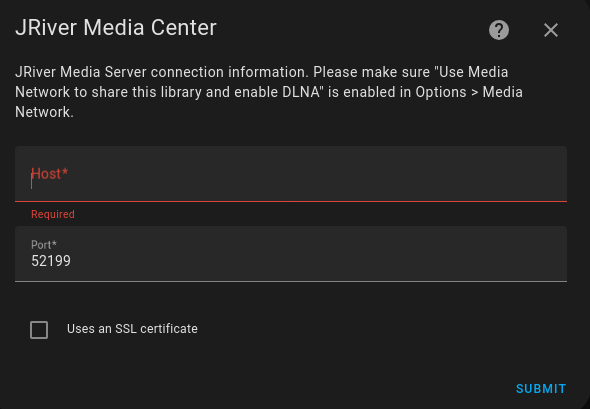 JRiver Media Center
JRiver Media Server connection information. Please make sure "Use Media
Network to share this library and enable DLNA" is enabled in Options > Media
Network.
Host*
Required
Port*
52199
Uses an SSL certificate
SUBMIT